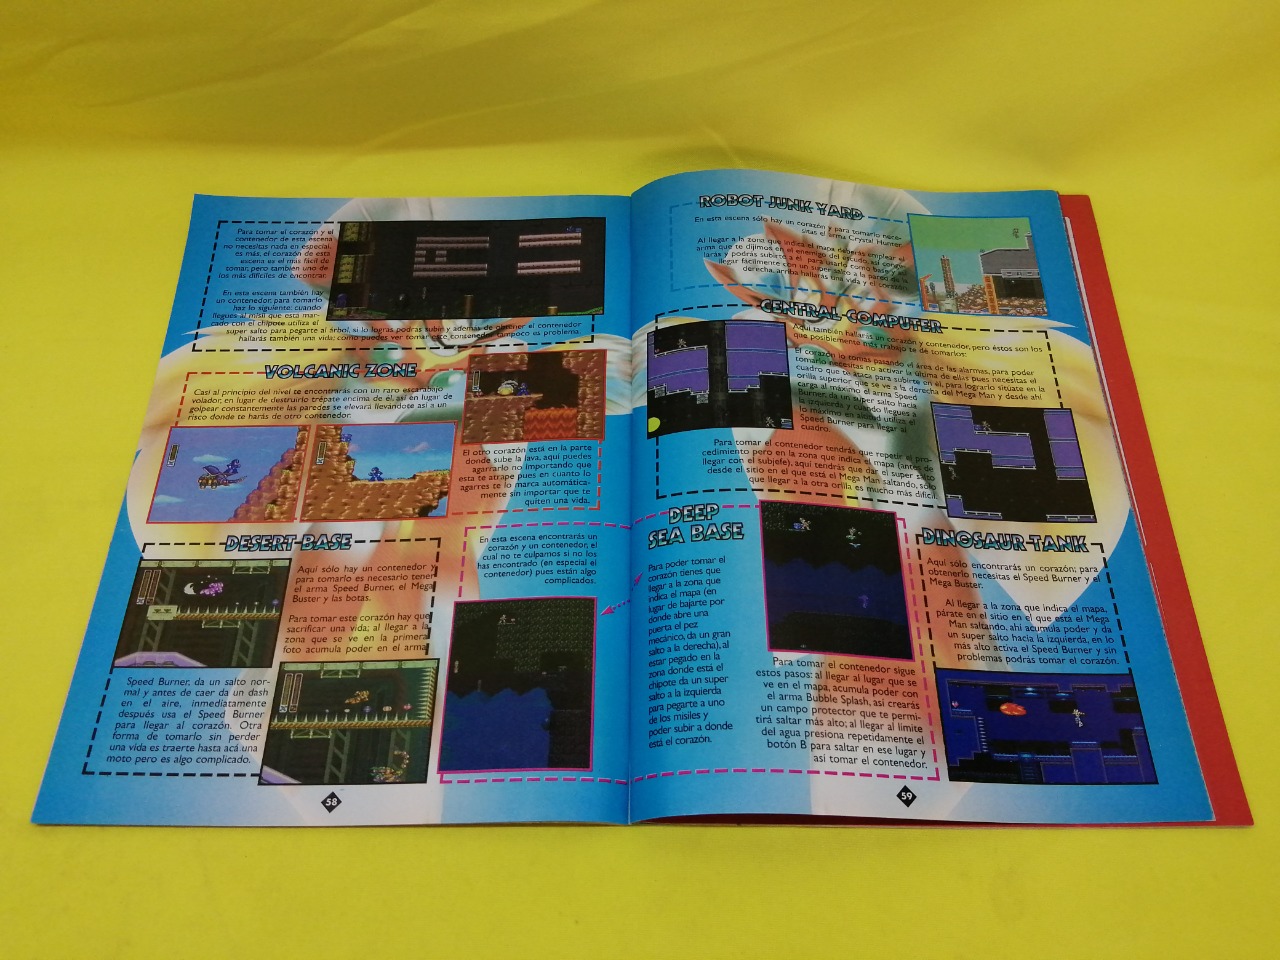 Para tomar el corazón y el
contenedor de esta escena
no necesitas nada en especial,
es más, el corazón de esta
escena es el más fácil de
tomar, pero también uno de
los más difíciles de encontrar.
En esta escena también hay
un contenedor, para tomarlo
haz lo siguiente: cuando
llegues al misil que esta mar-
cado con el chipote utiliza el
super salto para pegarte al árbol, si lo logras podrás subir y además de obtener el contenedor
hallarás también una vida; como puedes ver tomar este contenedor tampoco es problema.
VOLCANIC ZONE
Casi al principio del nivel te encontrarás con un raro escarabajo
volador, en lugar de destruirlo trépate encima de él, así en lugar de
golpear constantemente las paredes se elevará llevándote así a un
risco donde te harás de otro contenedor.
El otro corazón está en la parte
donde sube la lava, aquí puedes
agarrarlo no importando que
esta te atrape pues en cuanto lo
agarres te lo marca automática-
mente sin importar que te
quiten una vida.
DESERT BASE
Aquí sólo hay un contenedor y
para tomarlo es necesario tener
el arma Speed Burner, el Mega
Buster y las botas.
Para tomar este corazón hay que
sacrificar una vida; al llegar a la
zona que se ve en la primera
foto acumula poder en el arma
Speed Burner, da un salto nor-
mal y antes de caer da un dash
en el aire, inmediatamente
después usa el Speed Burner
para llegar al corazón. Otra
forma de tomarlo sin perder
una vida es traerte hasta acá una
moto pero es algo complicado.
En esta escena encontrarás un
corazón y un contenedor, el
cual no te culpamos si no los
has encontrado (en especial el
contenedor) pues están algo
complicados.
58
ROBOT JUNK YARD
En esta escena sólo hay un corazón y para tomarlo nece-
sitas el arma Crystal Hunter.
Al llegar a la zona que indica el mapa deberás emplear el
arma que te dijimos en el enemigo del escudo, así conge-
laras y podrás subirte a él para usarlo como base y
llegar fácilmente con un super salto a la pared de la
derecha, arriba hallarás una vida y el corazón.
CENTRAL COMPUTER
Aquí también hallarás un corazón y contenedor, pero éstos son los
que posiblemente más trabajo te dé tomarlos:
El corazón lo tomas pasando el área de las alarmas, para poder
tomarlo necesitas no activar la última de ellas pues necesitas el
cuadro que te ataca para subirte en él, para lograrlo sitúate en la
orilla superior que se ve a la derecha del Mega Man y desde ahí
carga al máximo el arma Speed
Burner, da un super salto hacia
la izquierda y cuando llegues a
lo máximo en altitud utiliza el
Speed Burner para llegar al
cuadro.
Para tomar el contenedor tendrás que repetir el pro-
cedimiento pero en la zona que indica el mapa (antes de
llegar con el subjefe), aquí tendrás que dar el super salto
desde el sitio en que está el Mega Man saltando, sólo
que llegar a la otra orilla es mucho más difícil.
DEEP
SEA BASE
Para poder tomar el
corazón tienes que
llegar a la zona que
indica el mapa (en
lugar de bajarte por
donde abre una
puerta el pez
mecánico, da un gran
salto a la derecha), al
estar pegado en la
zona donde está el
chipote da un super
salto a la izquierda
para pegarte a uno
de los misiles y
poder subir a donde
está el corazón.
Para tomar el contenedor sigue
estos pasos: al llegar al lugar que se
ve en el mapa, acumula poder con
el arma Bubble Splash, así crearás
un campo protector que te permi-
tirá saltar más alto; al llegar al límite
del agua presiona repetidamente el
botón B para saltar en ese lugar y
así tomar el contenedor.
DINOSAUR TANK
Aquí sólo encontrarás un corazón; para
obtenerlo necesitas el Speed Burner y el
Mega Buster.
Al llegar a la zona que indica el mapa,
párate en el sitio en el que está el Mega
Man saltando, ahí acumula poder y da
un super salto hacia la izquierda, en lo
más alto activa el Speed Burner y sin
problemas podrás tomar el corazón.
59